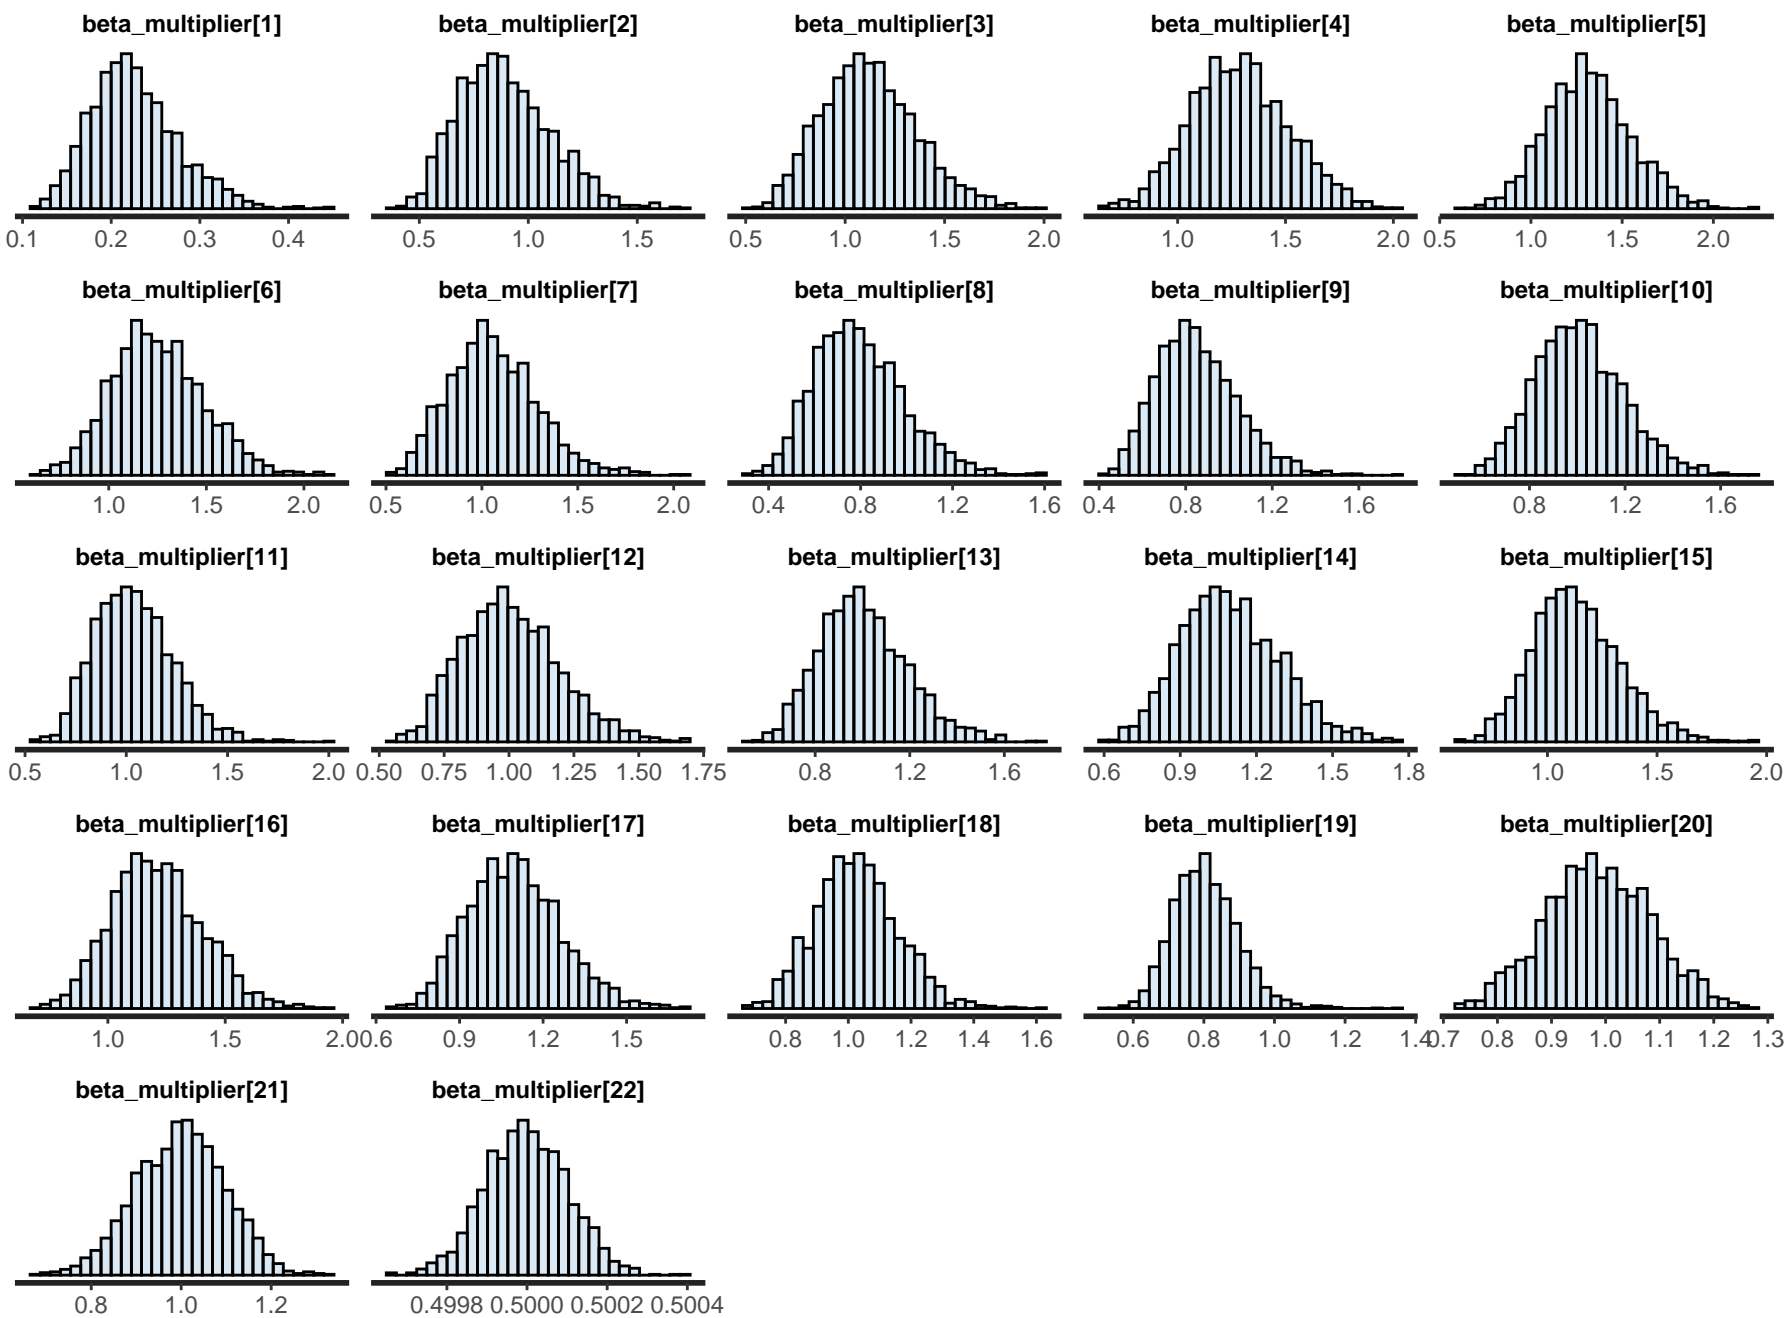 beta_multiplier[1] beta_multiplier[2] beta_multiplier[3] beta_multiplier[4] beta_multiplier[5]
0.1 0.2 0.3 0.4 0.5 1.0 1.5 0.5 1.0 1.5 2.0 1.0 1.5 2.0 0.5 1.0 1.5 2.0
beta_multiplier[6] beta_multiplier[7] beta_multiplier[8] beta_multiplier[9] beta_multiplier[10]
1.0 1.5 2.0 0.5 1.0 1.5 2.0 0.4 0.8 1.2 1.6 0.4 0.8 1.2 1.6 0.8 1.2 1.6
beta_multiplier[11] beta_multiplier[12] beta_multiplier[13] beta_multiplier[14] beta_multiplier[15]
0.5 1.0 1.5 2.0 0.50 0.75 1.00 1.25 1.50 1.75 0.8 1.2 1.6 0.6 0.9 1.2 1.5 1.8 1.0 1.5 2.0
beta_multiplier[16] beta_multiplier[17] beta_multiplier[18] beta_multiplier[19] beta_multiplier[20]
1.0 1.5 2.0 0.6 0.9 1.2 1.5 0.8 1.0 1.2 1.4 1.6 0.6 0.8 1.0 1.2 1.4 0.7 0.8 0.9 1.0 1.1 1.2 1.3
beta_multiplier[21] beta_multiplier[22]
0.8 1.0 1.2 0.4998 0.5000 0.5002 0.5004